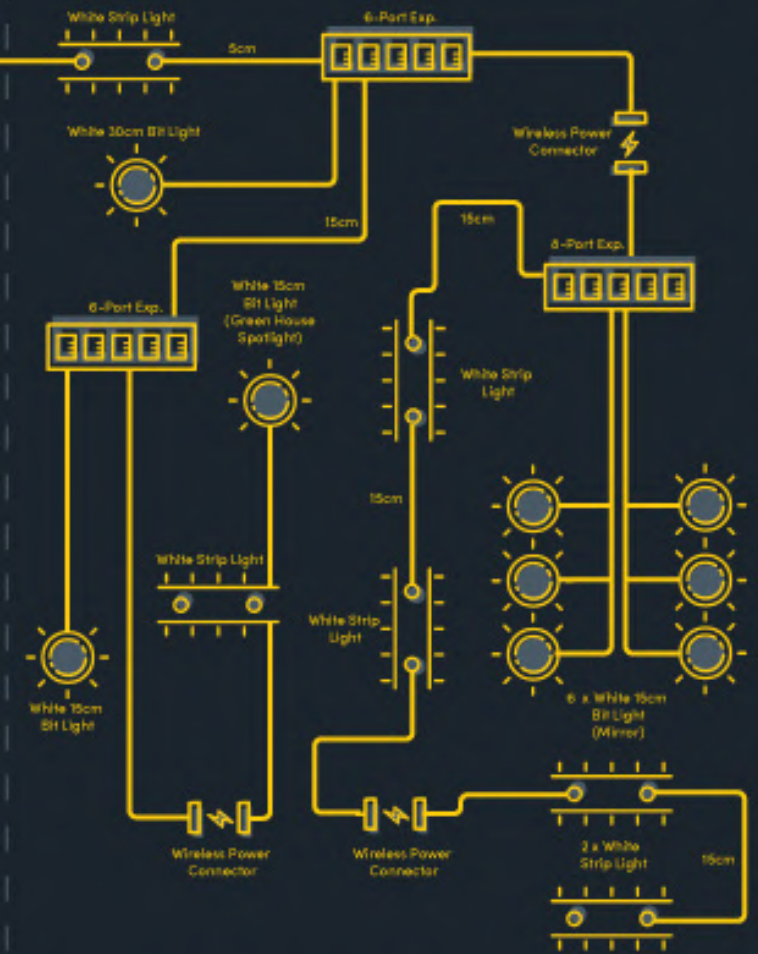 White Strip Light
6-Port Exp.
5cm
White 30cm Bit Light
Wireless Power
Connector
15cm
15cm
8-Port Exp.
White 15cm
Bit Light
(Green House
Spotlight)
6-Port Exp.
White Strip
Light
15cm
White Strip Light
White Strip
Light
White 15cm
Bit Light
6 x White 15cm
Bit Light
(Mirror)
Wireless Power
Connector
Wireless Power
Connector
2 x White
Strip Light
15cm